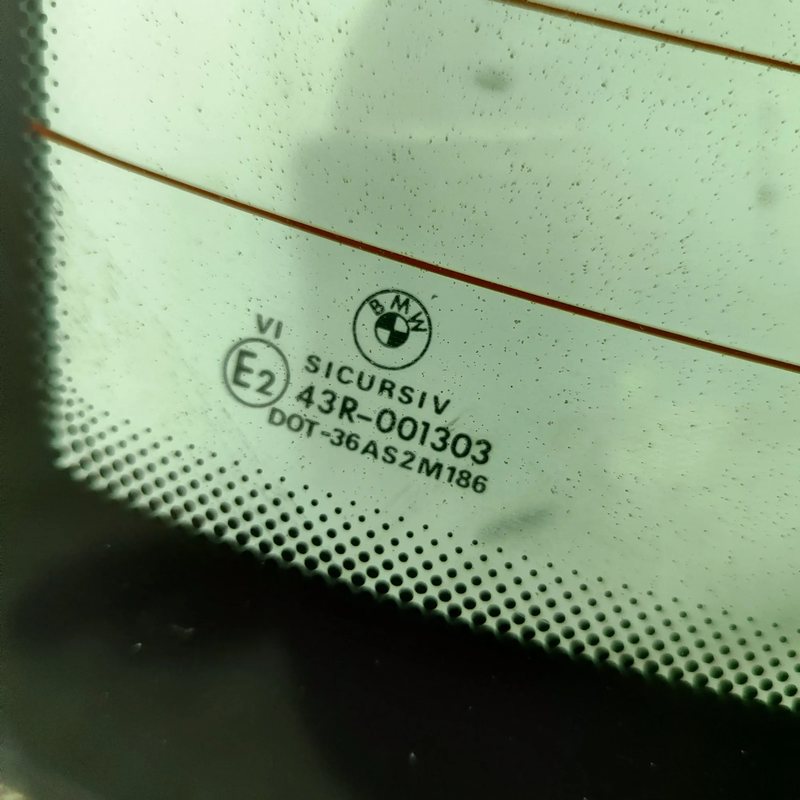 BMW
VI
E2
SICURSIV
43R-001303
DOT-36AS2M186